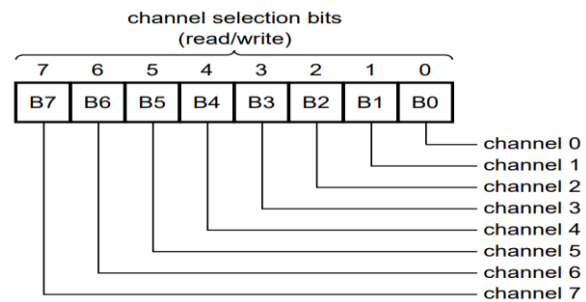 channel selection bits
(read/write)
7 6 5 4 3 2 1 0
B7 B6 B5 B4 B3 B2 B1 B0
channel 0
channel 1
channel 2
channel 3
channel 4
channel 5
channel 6
channel 7